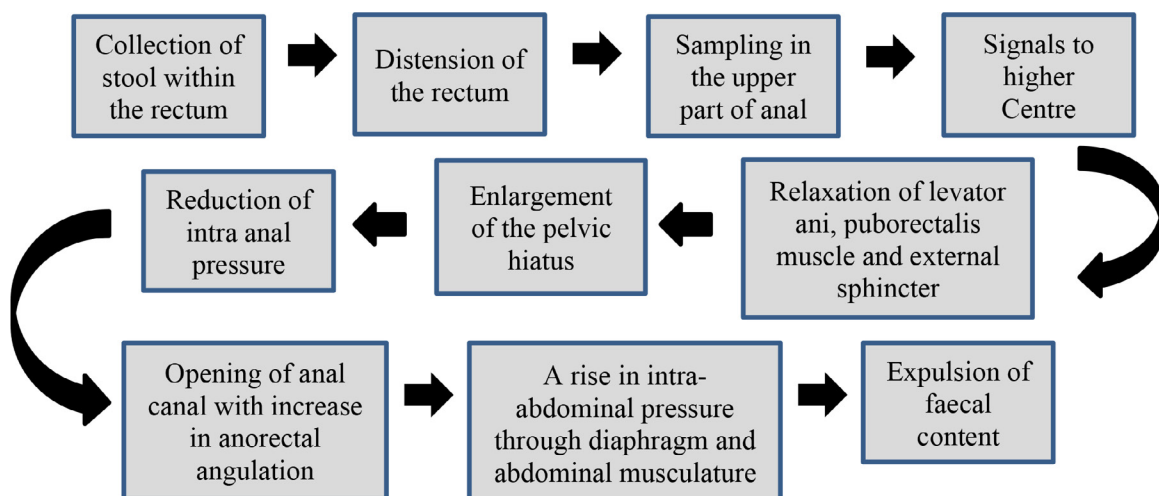 Collection of
stool within
the rectum
Distension of
the rectum
Sampling in
the upper
part of anal
Signals to
higher
Centre
Relaxation of levator
ani, puborectalis
muscle and external
sphincter
Enlargement
of the pelvic
hiatus
Reduction of
intra anal
pressure
Opening of anal
canal with increase
in anorectal
angulation
A rise in intra-
abdominal pressure
through diaphragm and
abdominal musculature
Expulsion of
faecal
content